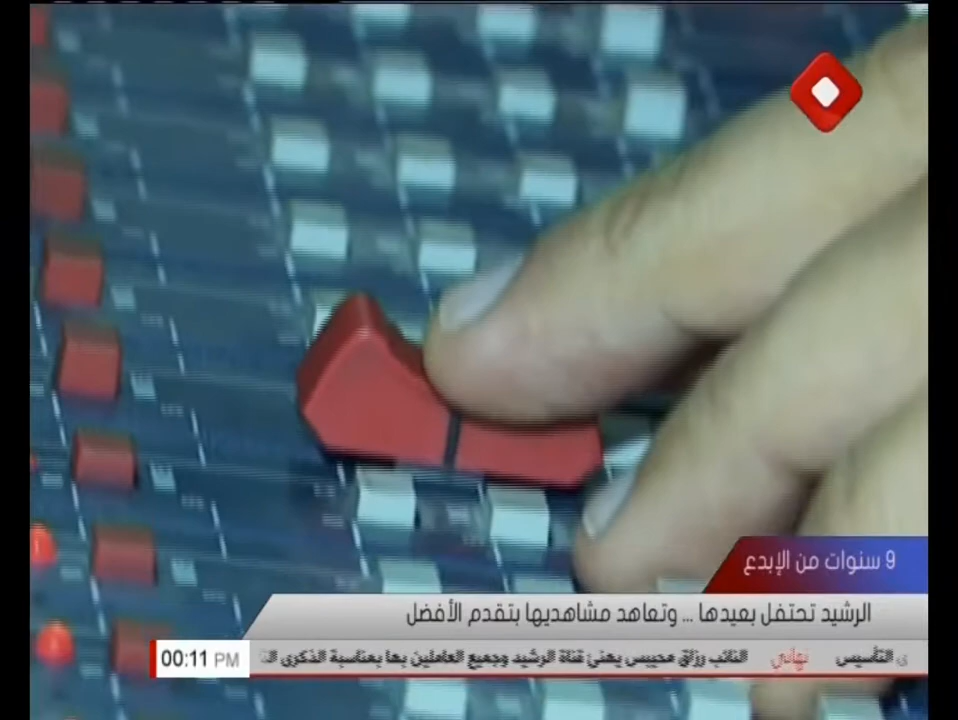 9 سنوات من الإبدع
الرشيد تحتفل بعيدها ... وتعاهد مشاهديها بتقدم الأفضل
التأسيس تهاني النائب رزاق محيبس يهنئ قناة الرشيد وجميع العاملين بها بمناسبة الذكرى
00:11 PM